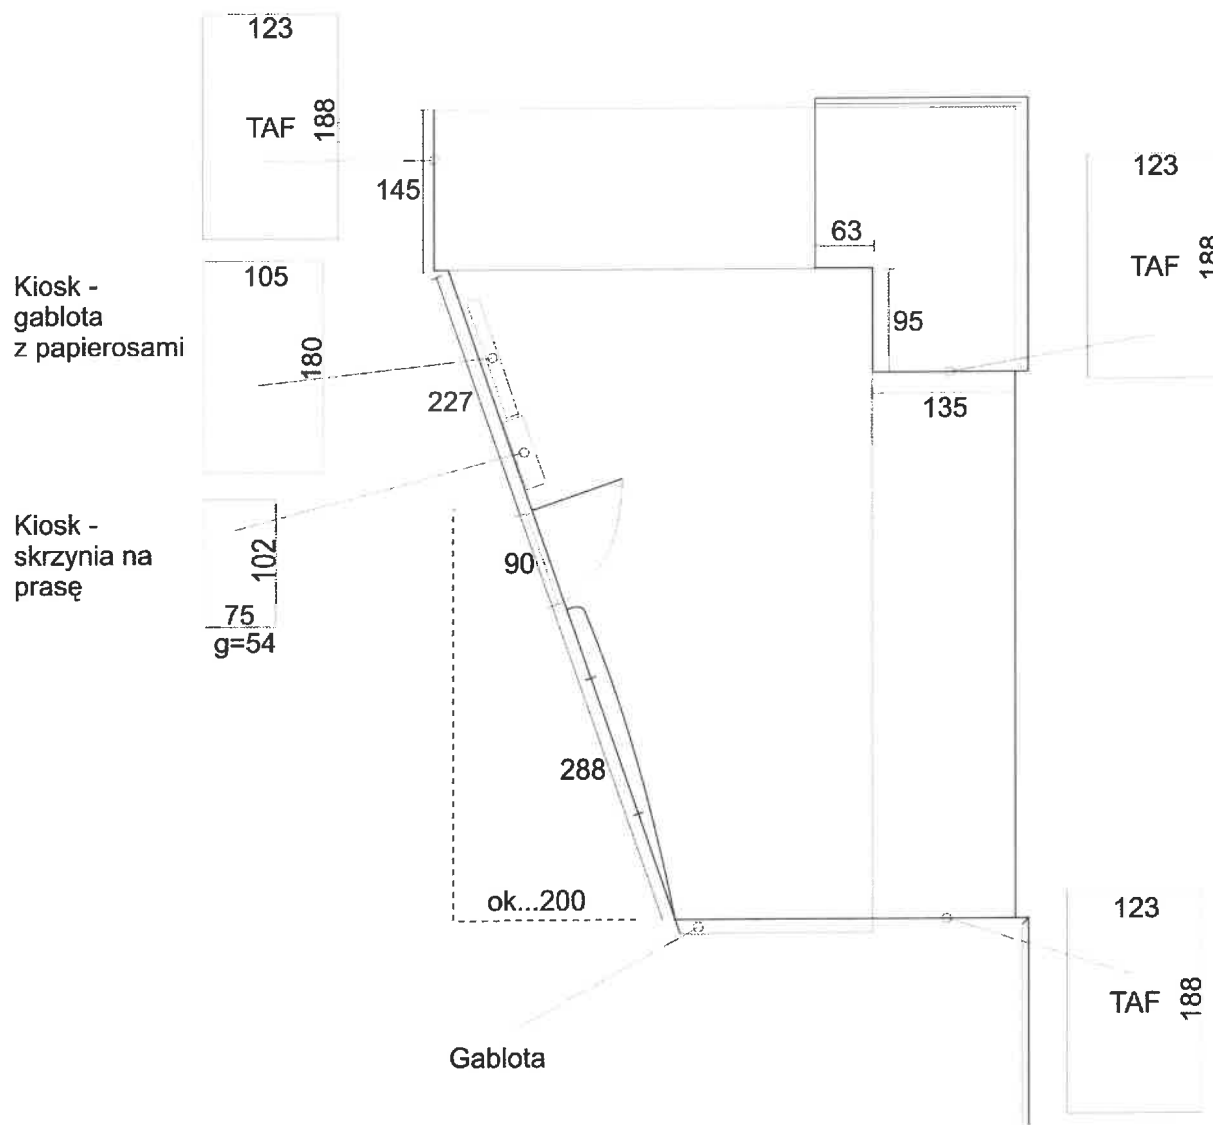 123
TAF 188
145
63
123
TAF 188
Kiosk -
gablota
z papierosami
105
180
227
95
135
Kiosk -
skrzynia na
prasę
102
75
g=54
90
288
ok...200
123
TAF 188
Gablota